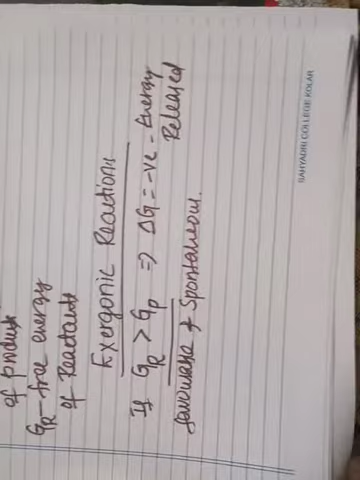 of product
GR - free energy
of Reactants
Exergonic Reactions
If GR > GP => ΔG = -ve - Energy
Released
favourable & Spontaneous.
SAHYADRI COLLEGE KOLAR